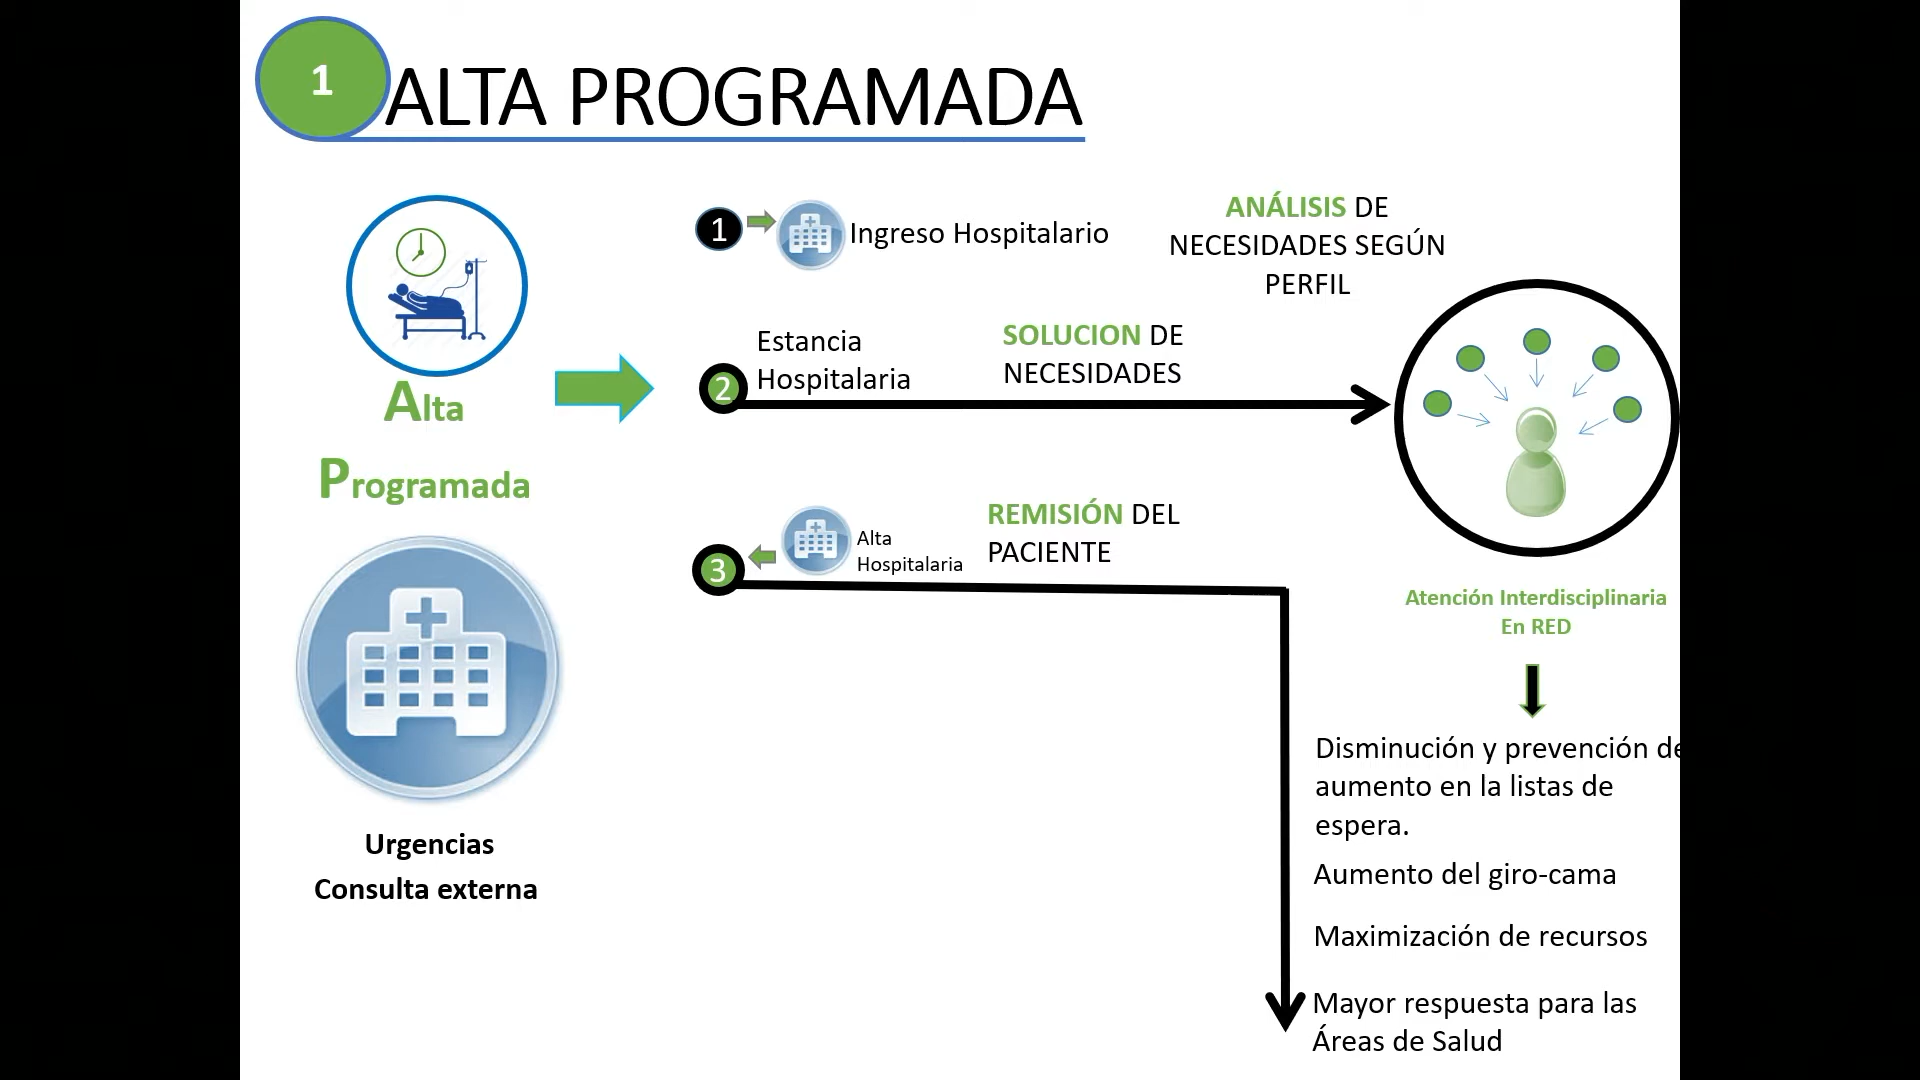 1
ALTA PROGRAMADA
Alta
Programada
Urgencias
Consulta externa
1
Ingreso Hospitalario
ANÁLISIS DE
NECESIDADES SEGÚN
PERFIL
2
Estancia
Hospitalaria
SOLUCION DE
NECESIDADES
3
Alta
Hospitalaria
REMISIÓN DEL
PACIENTE
Atención Interdisciplinaria
En RED
Disminución y prevención de
aumento en la listas de
espera.
Aumento del giro-cama
Maximización de recursos
Mayor respuesta para las
Áreas de Salud